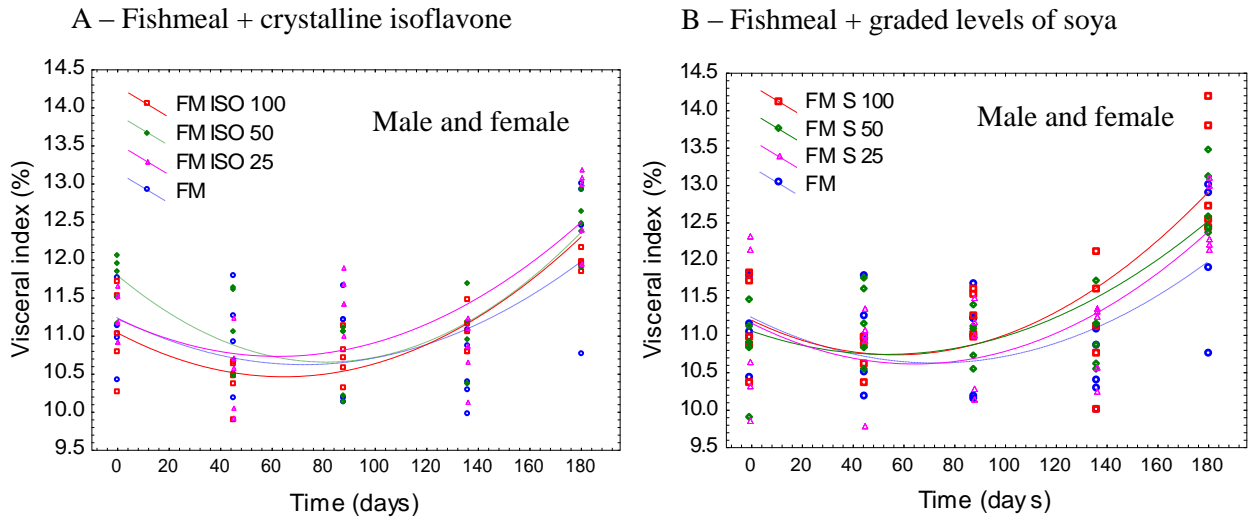 A – Fishmeal + crystalline isoflavone
14.5
14.0
13.5
13.0
12.5
12.0
11.5
11.0
10.5
10.0
9.5
Visceral index (%)
FM ISO 100
FM ISO 50
FM ISO 25
FM
Male and female
0 20 40 60 80 100 120 140 160 180
Time (days)
B – Fishmeal + graded levels of soya
14.5
14.0
13.5
13.0
12.5
12.0
11.5
11.0
10.5
10.0
9.5
Visceral index (%)
FM S 100
FM S 50
FM S 25
FM
Male and female
0 20 40 60 80 100 120 140 160 180
Time (days)